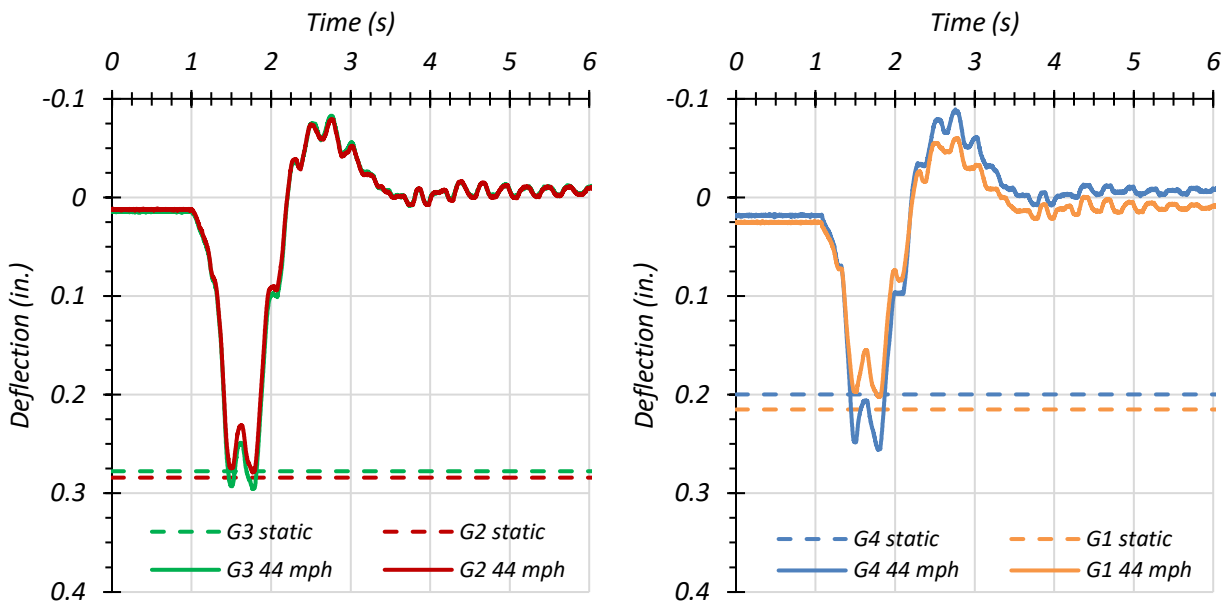 Time (s)
0 1 2 3 4 5 6
-0.1
0
0.1
0.2
0.3
0.4
Deflection (in.)
G3 static
G2 static
G3 44 mph
G2 44 mph
Time (s)
0 1 2 3 4 5 6
-0.1
0
0.1
0.2
0.3
0.4
Deflection (in.)
G4 static
G1 static
G4 44 mph
G1 44 mph